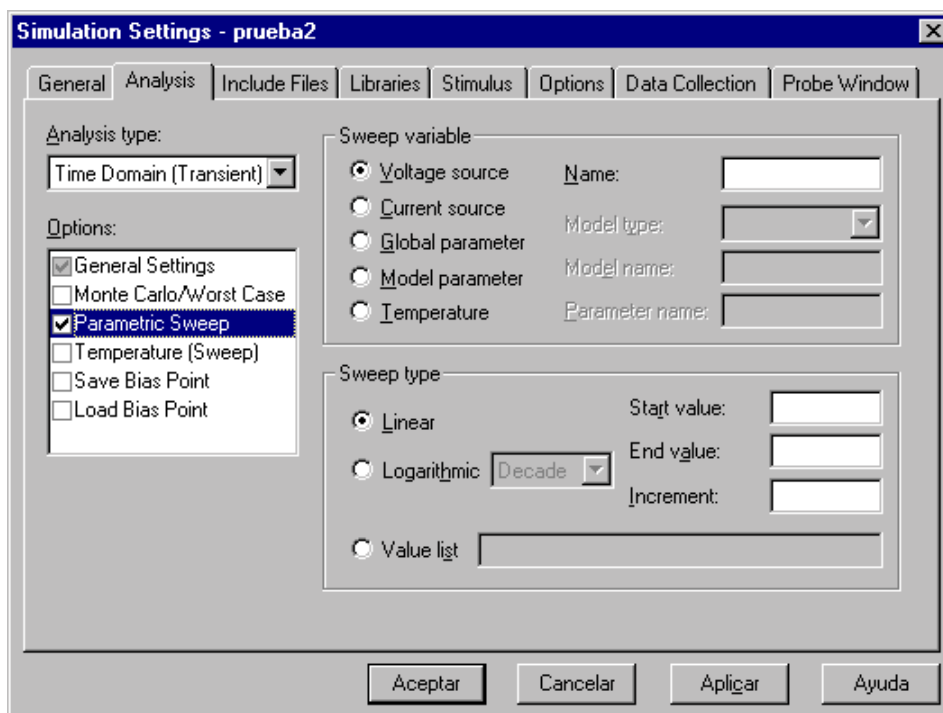 Simulation Settings - prueba2
General Analysis Include Files Libraries Stimulus Options Data Collection Probe Window
Analysis type:
Time Domain (Transient)
Options:
General Settings
Monte Carlo/Worst Case
Parametric Sweep
Temperature (Sweep)
Save Bias Point
Load Bias Point
Sweep variable
Voltage source
Current source
Global parameter
Model parameter
Temperature
Name:
Model type:
Model name:
Parameter name:
Sweep type
Linear
Logarithmic Decade
Value list
Start value:
End value:
Increment:
Aceptar Cancelar Aplicar Ayuda